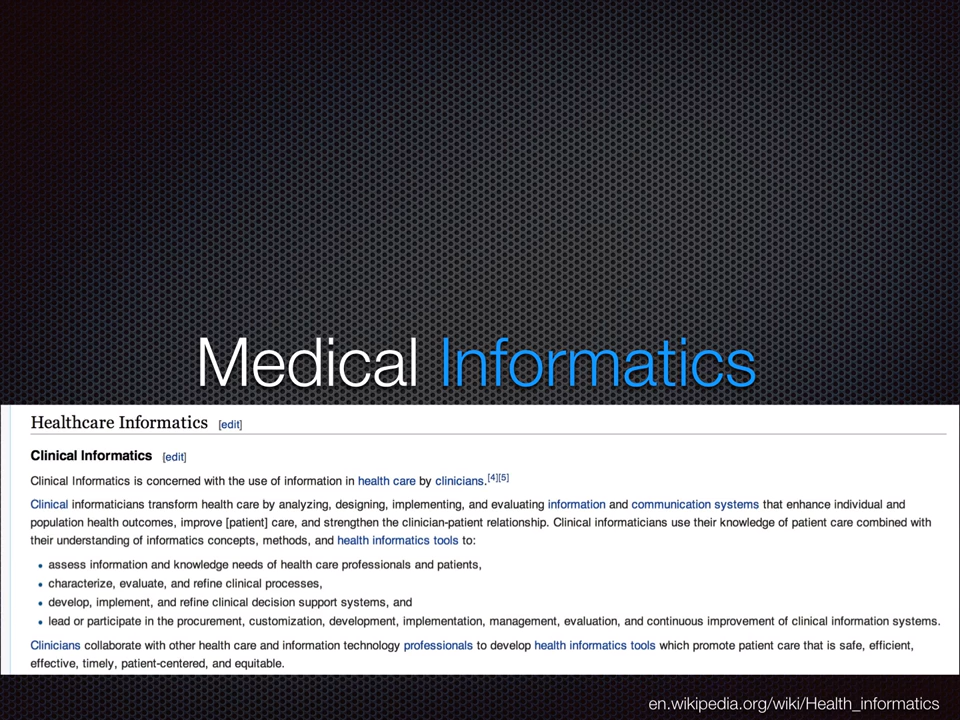 Medical Informatics
Healthcare Informatics [edit]
Clinical Informatics [edit]
Clinical Informatics is concerned with the use of information in health care by clinicians.[4][5]
Clinical informaticians transform health care by analyzing, designing, implementing, and evaluating information and communication systems that enhance individual and
population health outcomes, improve [patient] care, and strengthen the clinician-patient relationship. Clinical informaticians use their knowledge of patient care combined with
their understanding of informatics concepts, methods, and health informatics tools to:
• assess information and knowledge needs of health care professionals and patients,
• characterize, evaluate, and refine clinical processes,
• develop, implement, and refine clinical decision support systems, and
• lead or participate in the procurement, customization, development, implementation, management, evaluation, and continuous improvement of clinical information systems.
Clinicians collaborate with other health care and information technology professionals to develop health informatics tools which promote patient care that is safe, efficient,
effective, timely, patient-centered, and equitable.
en.wikipedia.org/wiki/Health_informatics